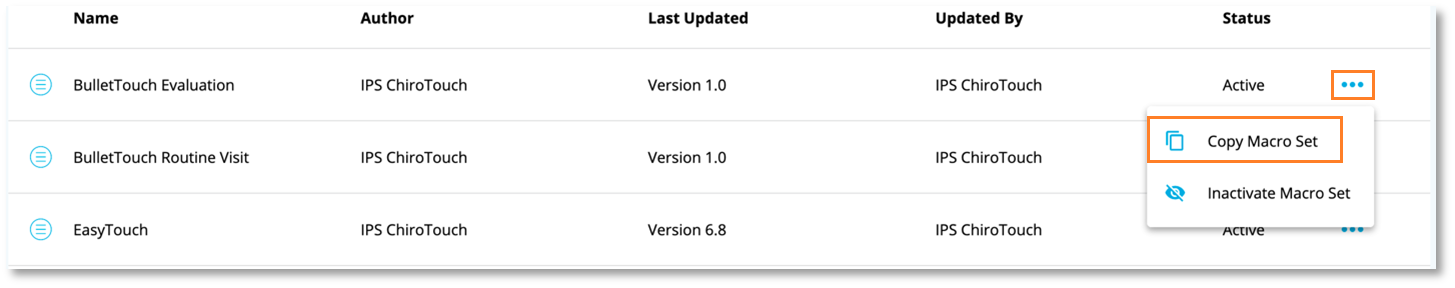 Name Author Last Updated Updated By Status
BulletTouch Evaluation IPS ChiroTouch Version 1.0 IPS ChiroTouch Active
Copy Macro Set
BulletTouch Routine Visit IPS ChiroTouch Version 1.0 IPS ChiroTouch
Inactivate Macro Set
EasyTouch IPS ChiroTouch Version 6.8 IPS ChiroTouch Active